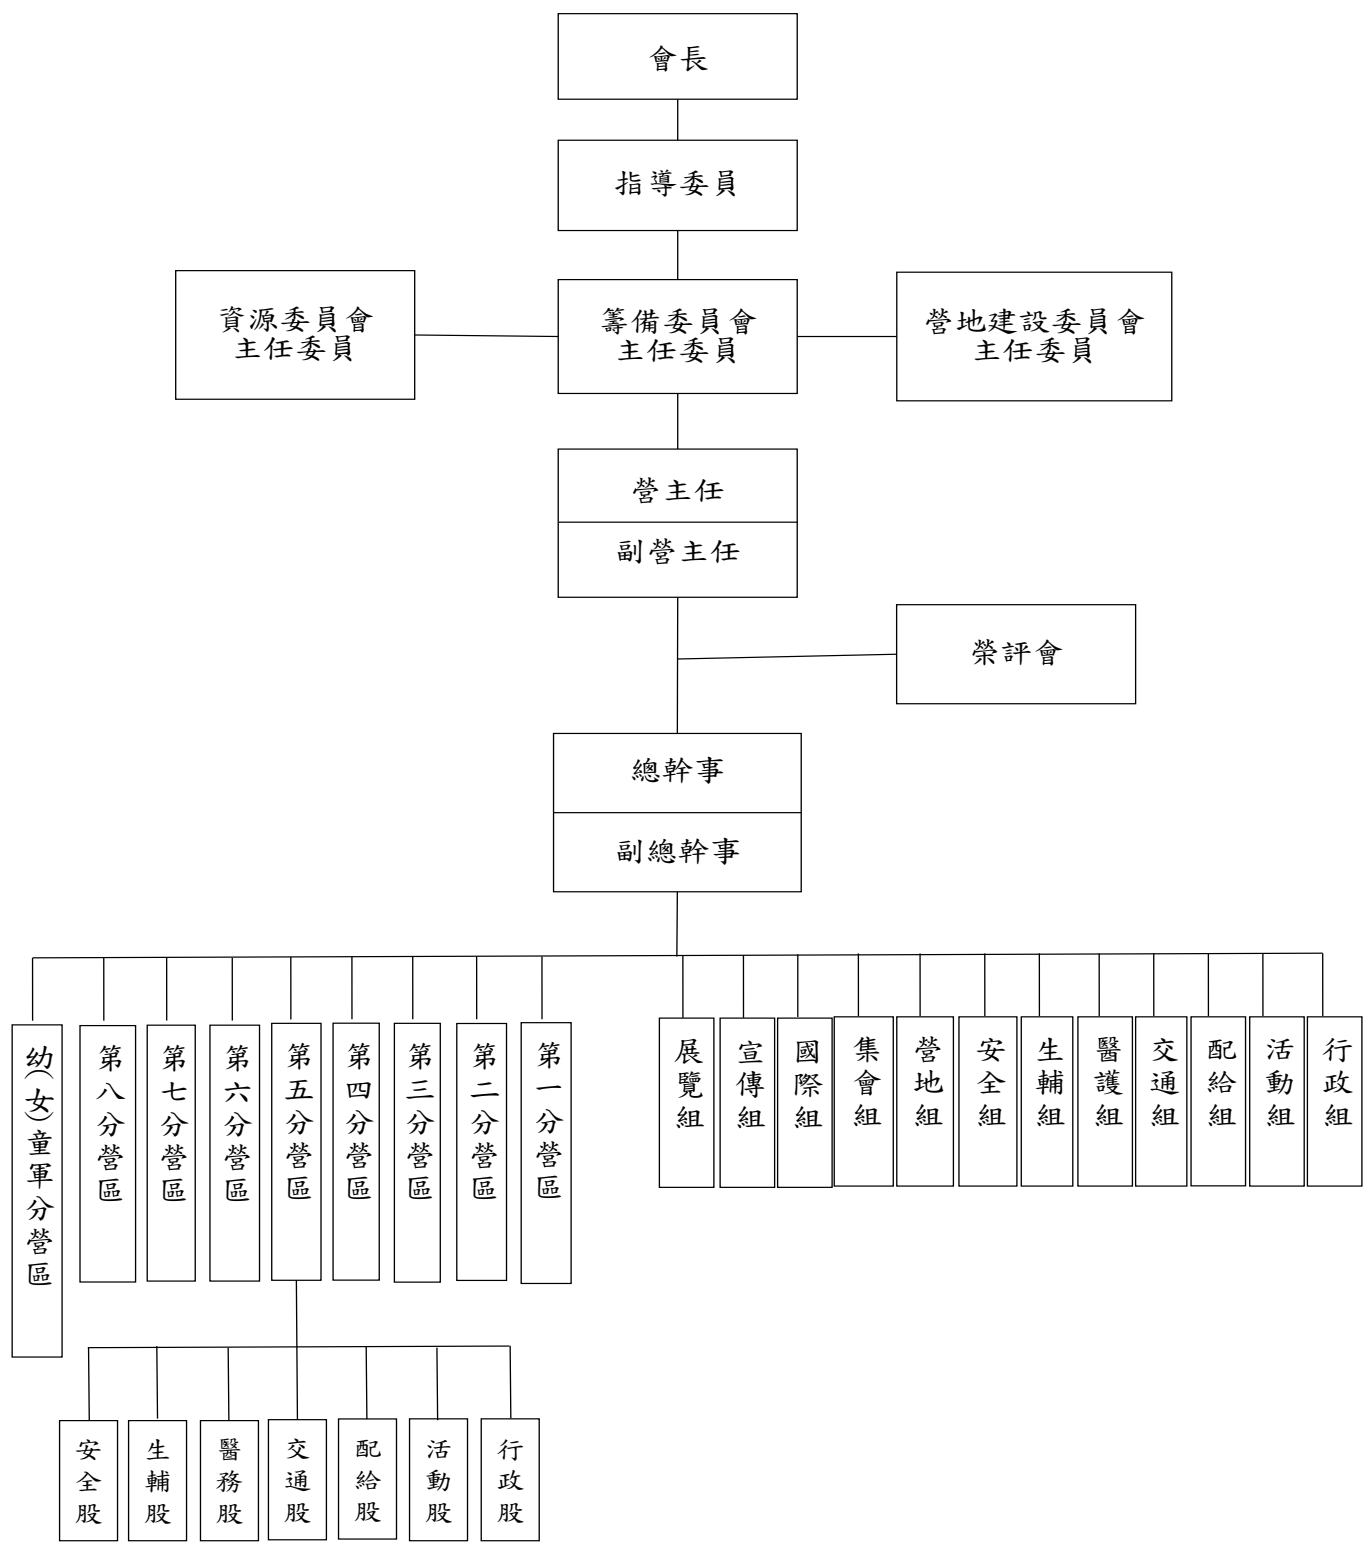 會長
指導委員
資源委員會
主任委員
籌備委員會
主任委員
營地建設委員會
主任委員
營主任
副營主任
榮評會
總幹事
副總幹事
幼(女)童軍分營區
第八分營區
第七分營區
第六分營區
第五分營區
第四分營區
第三分營區
第二分營區
第一分營區
展覽組
宣傳組
國際組
集會組
營地組
安全組
生輔組
醫護組
交通組
配給組
活動組
行政組
安全股
生輔股
醫務股
交通股
配給股
活動股
行政股